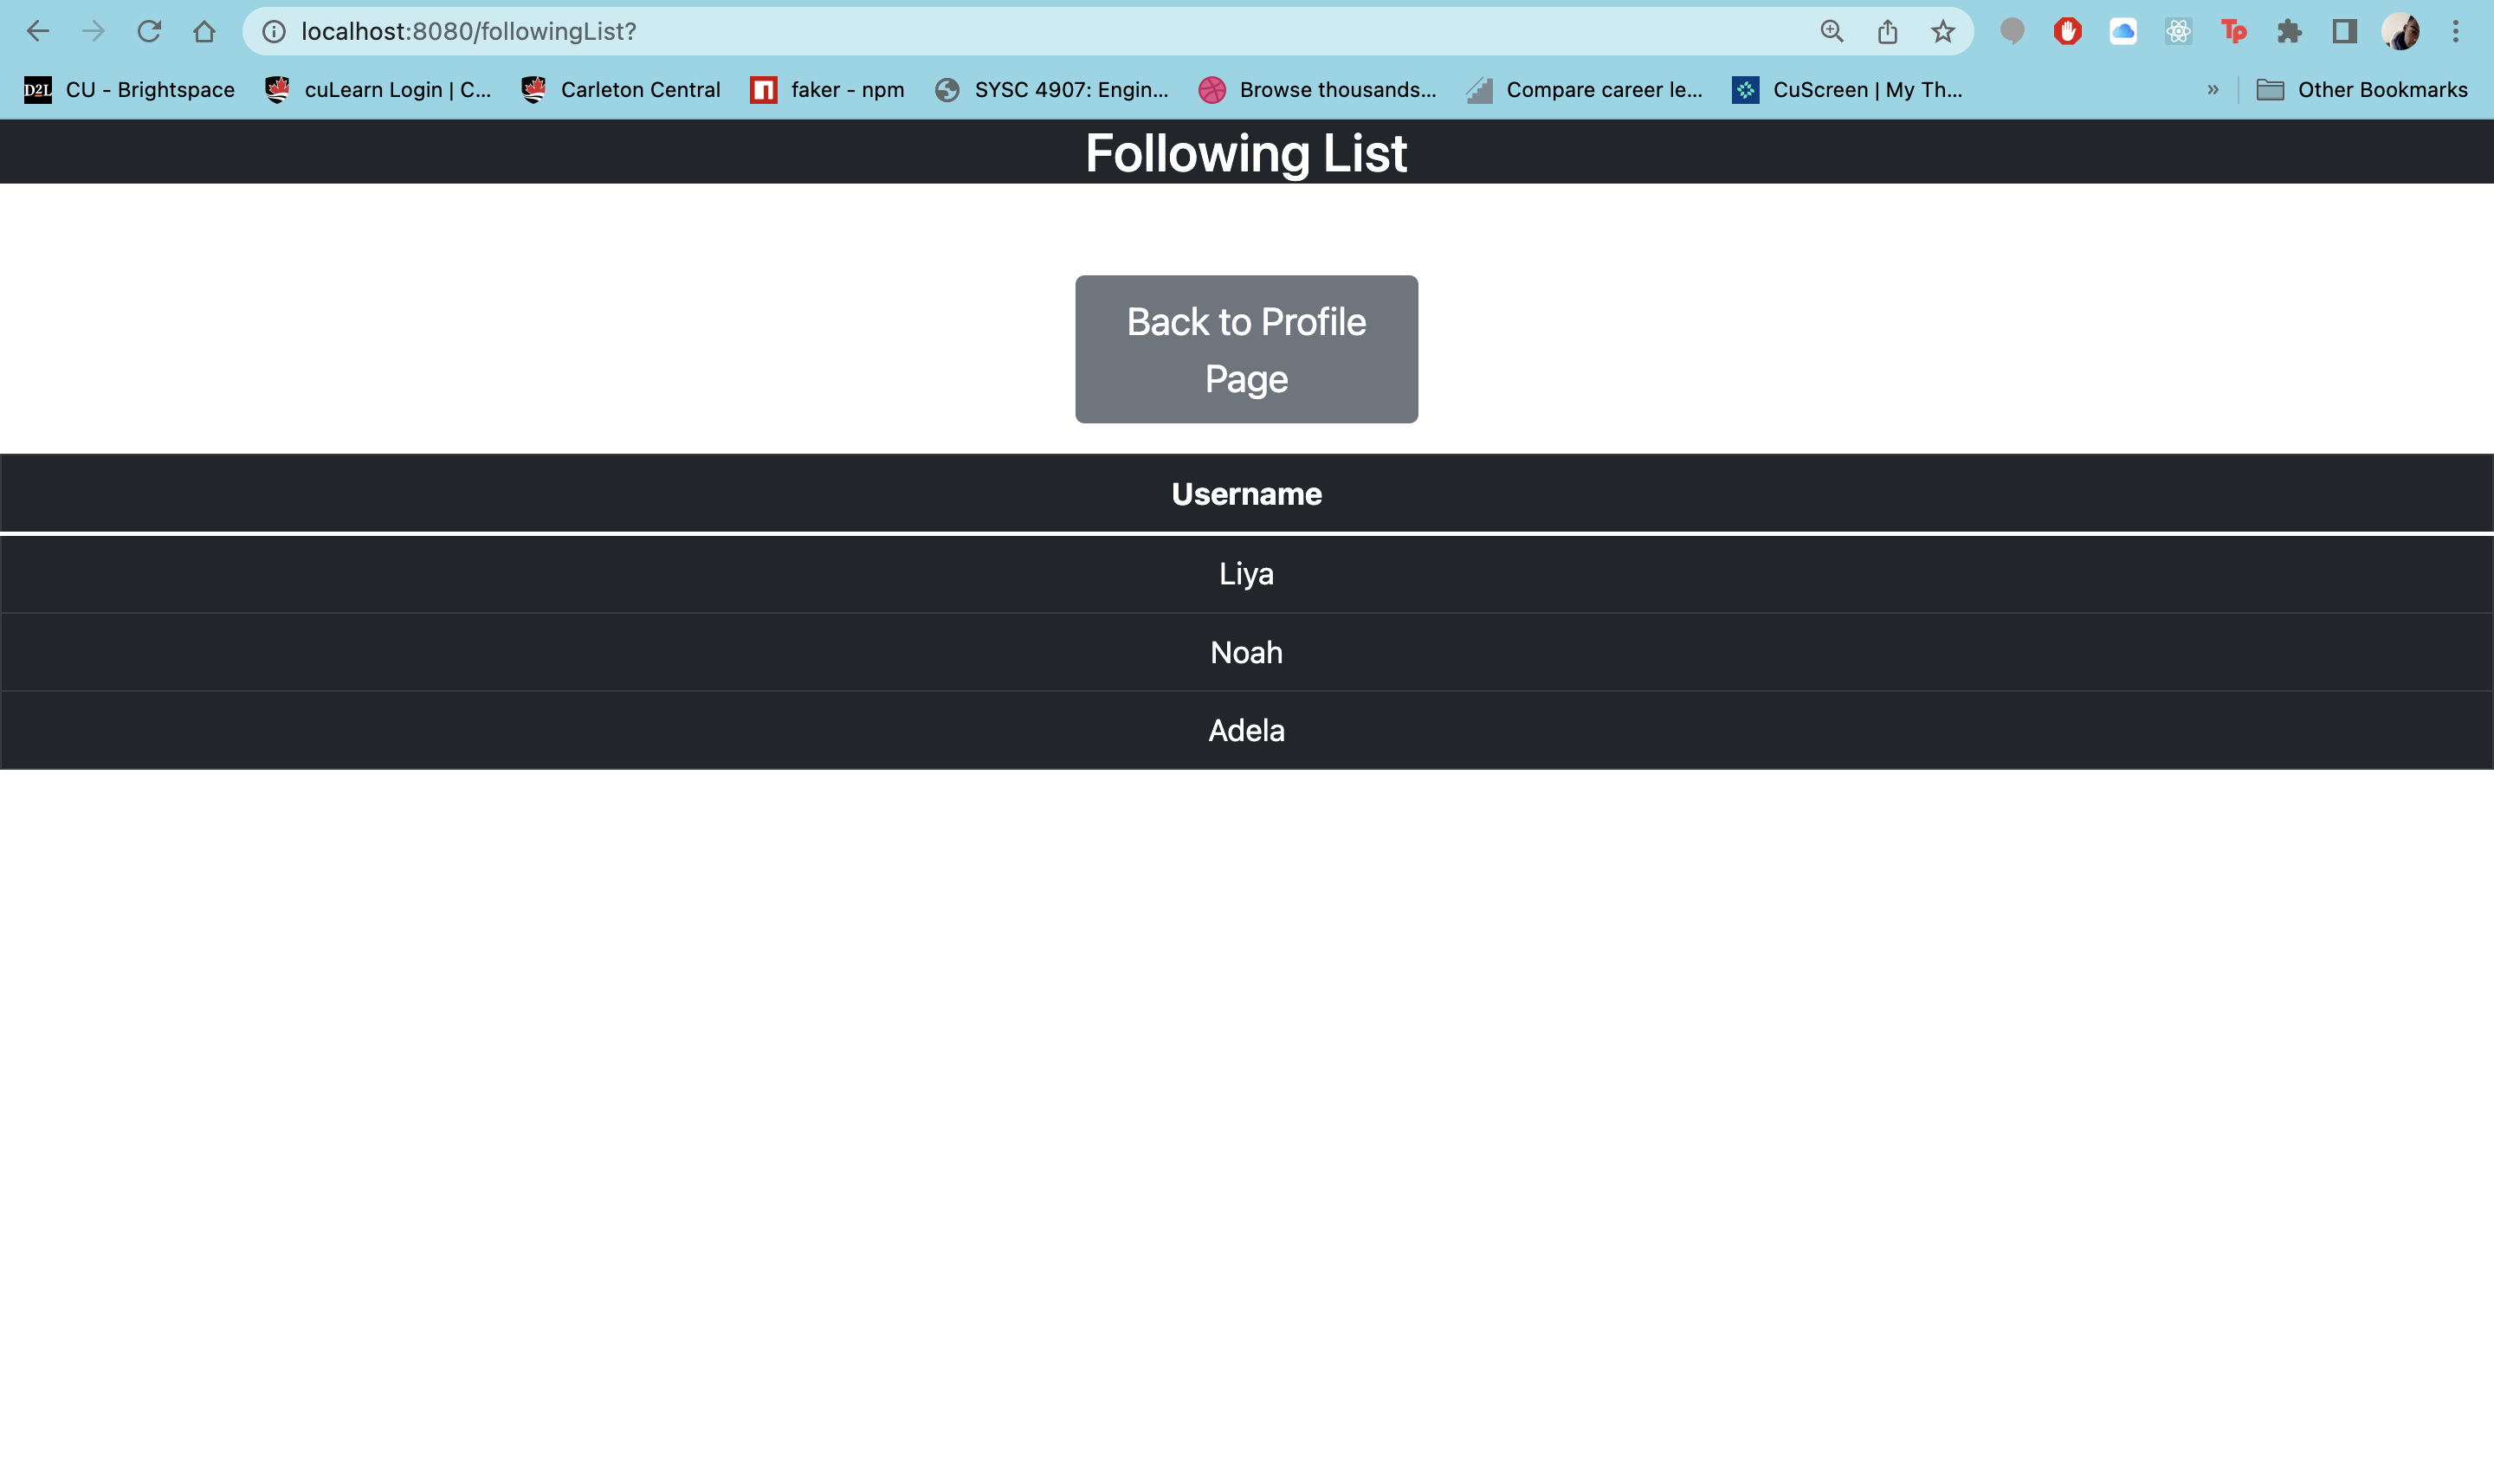 localhost:8080/followingList?
Tp
D2L CU - Brightspace cuLearn Login | C... Carleton Central n faker - npm SYSC 4907: Engin... Browse thousands... Compare career le... CuScreen | My Th... » Other Bookmarks
Following List
Back to Profile
Page
Username
Liya
Noah
Adela